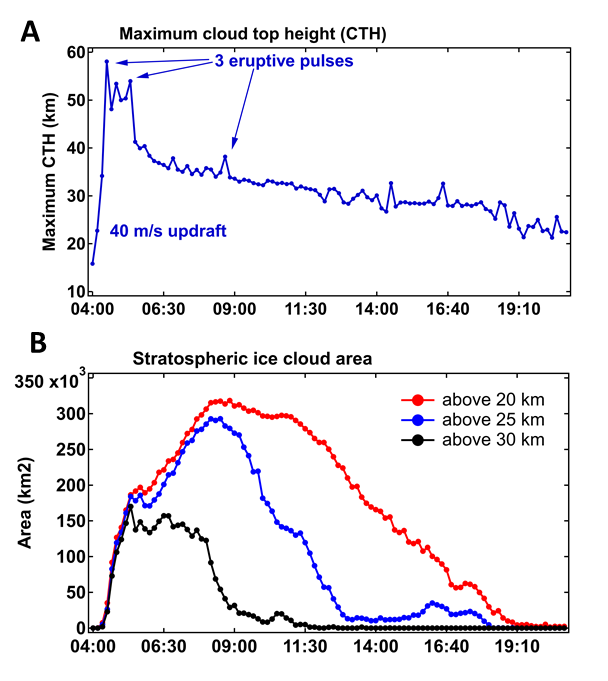 A
Maximum cloud top height (CTH)
60
50
40
30
20
10
Maximum CTH (km)
3 eruptive pulses
40 m/s updraft
04:00 06:30 09:00 11:30 14:00 16:40 19:10
B
Stratospheric ice cloud area
350 x10³
300
250
200
150
100
50
0
Area (km2)
above 20 km
above 25 km
above 30 km
04:00 06:30 09:00 11:30 14:00 16:40 19:10